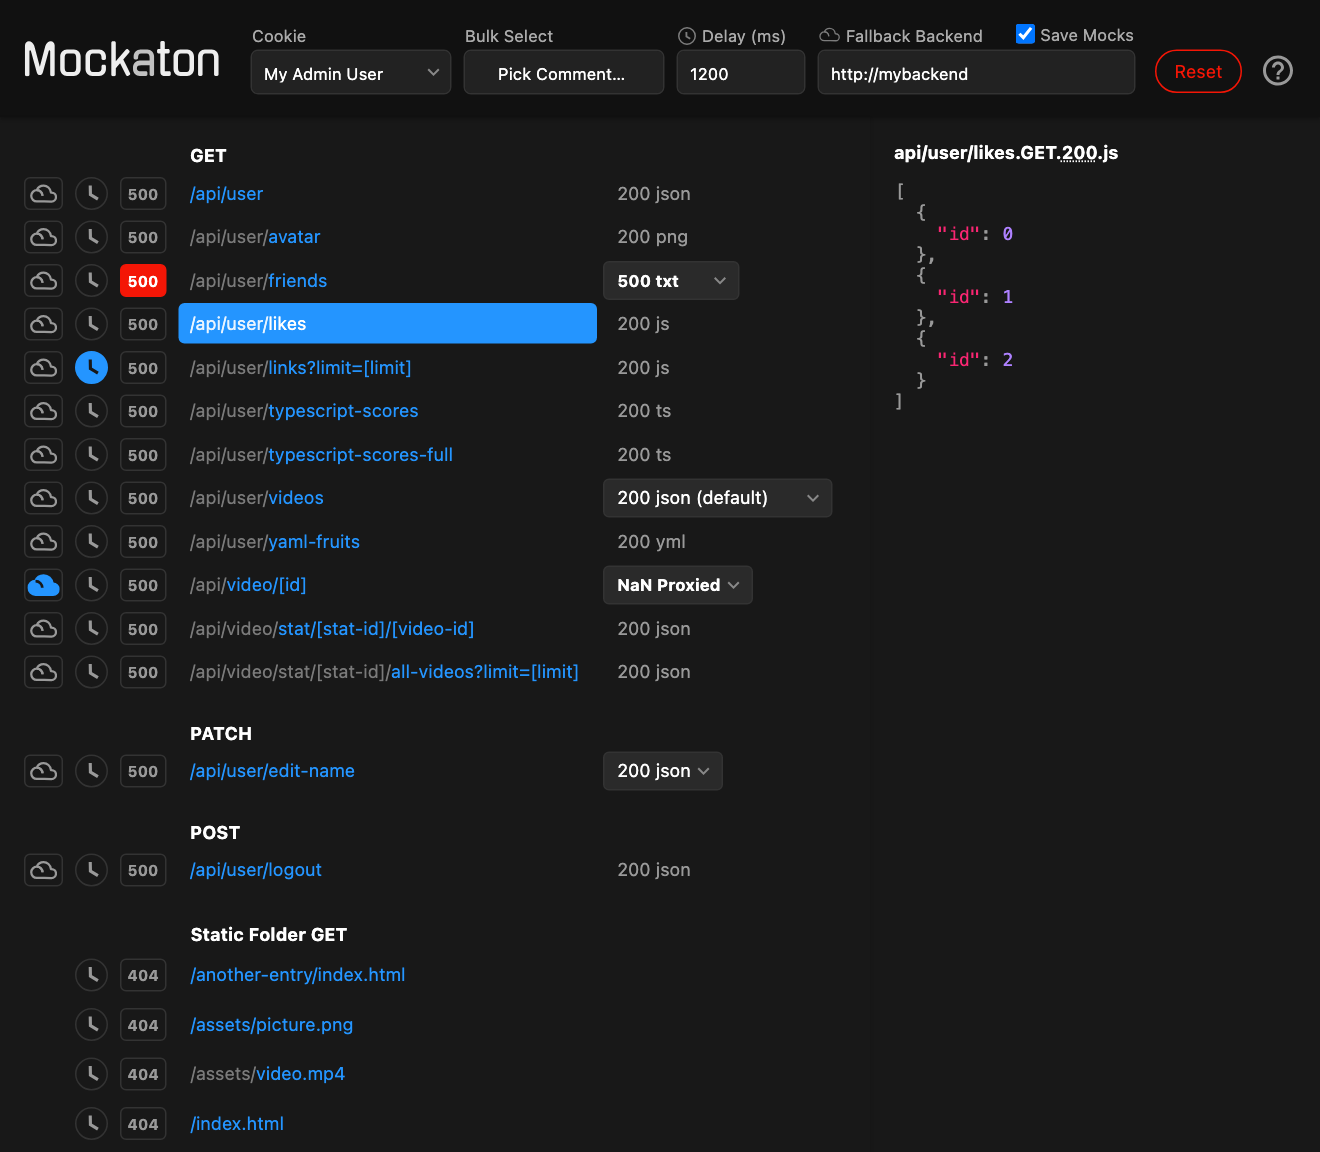 Mockaton
Cookie
My Admin User
Bulk Select
Pick Comment...
Delay (ms)
1200
Fallback Backend
Save Mocks
http://mybackend
Reset
?
GET
500 /api/user 200 json
500 /api/user/avatar 200 png
500 /api/user/friends 500 txt
500 /api/user/likes 200 js
500 /api/user/links?limit=[limit] 200 js
500 /api/user/typescript-scores 200 ts
500 /api/user/typescript-scores-full 200 ts
500 /api/user/videos 200 json (default)
500 /api/user/yaml-fruits 200 yml
500 /api/video/[id] NaN Proxied
500 /api/video/stat/[stat-id]/[video-id] 200 json
500 /api/video/stat/[stat-id]/all-videos?limit=[limit] 200 json
PATCH
500 /api/user/edit-name 200 json
POST
500 /api/user/logout 200 json
Static Folder GET
404 /another-entry/index.html
404 /assets/picture.png
404 /assets/video.mp4
404 /index.html
api/user/likes.GET.200.js
[
{
"id": 0
},
{
"id": 1
},
{
"id": 2
}
]